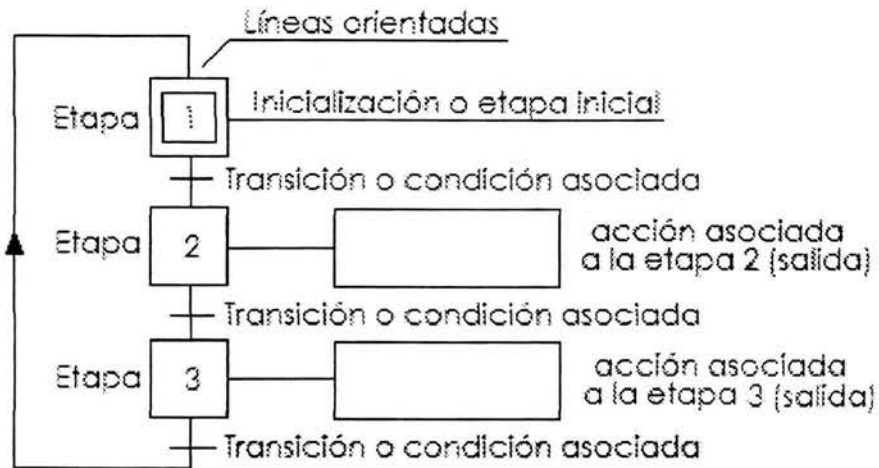 Líneas orientadas
Etapa 1 Inicialización o etapa inicial
Transición o condición asociada
Etapa 2 acción asociada
a la etapa 2 (salida)
Transición o condición asociada
Etapa 3 acción asociada
a la etapa 3 (salida)
Transición o condición asociada